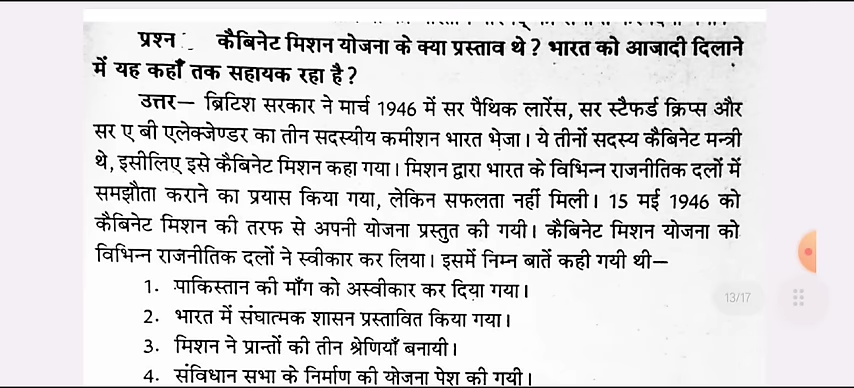 प्रश्न : कैबिनेट मिशन योजना के क्या प्रस्ताव थे ? भारत को आजादी दिलाने
में यह कहाँ तक सहायक रहा है ?
उत्तर— ब्रिटिश सरकार ने मार्च 1946 में सर पैथिक लारेंस, सर स्टैफर्ड क्रिप्स और
सर ए बी एलेक्जेण्डर का तीन सदस्यीय कमीशन भारत भेजा। ये तीनों सदस्य कैबिनेट मन्त्री
थे, इसीलिए इसे कैबिनेट मिशन कहा गया। मिशन द्वारा भारत के विभिन्न राजनीतिक दलों में
समझौता कराने का प्रयास किया गया, लेकिन सफलता नहीं मिली। 15 मई 1946 को
कैबिनेट मिशन की तरफ से अपनी योजना प्रस्तुत की गयी। कैबिनेट मिशन योजना को
विभिन्न राजनीतिक दलों ने स्वीकार कर लिया। इसमें निम्न बातें कही गयी थी—
1. पाकिस्तान की माँग को अस्वीकार कर दिया गया।
13/17
2. भारत में संघात्मक शासन प्रस्तावित किया गया।
3. मिशन ने प्रान्तों की तीन श्रेणियाँ बनायी।
4. संविधान सभा के निर्माण की योजना पेश की गयी।